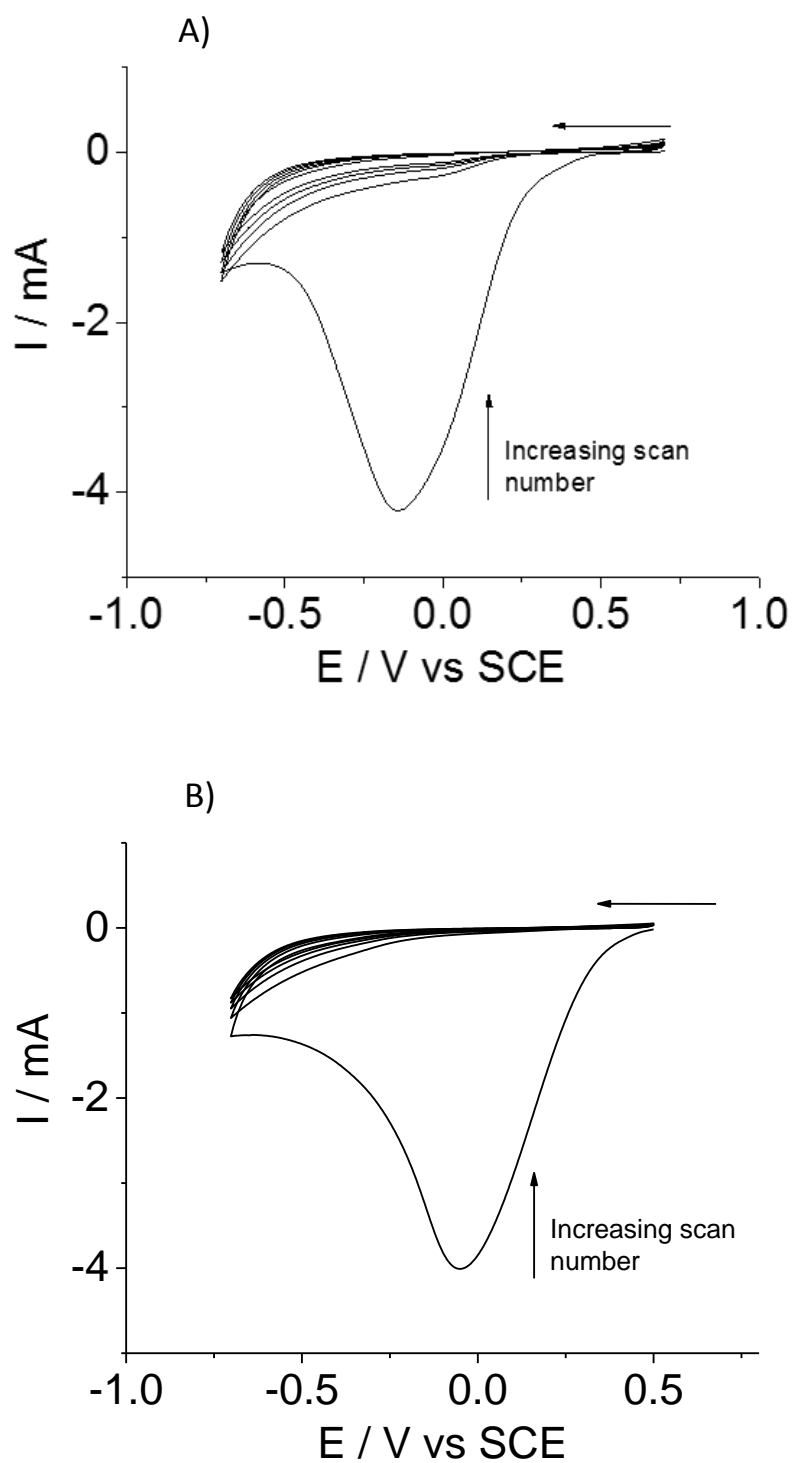 A)
0
-2
-4
I / mA
Increasing scan
number
-1.0 -0.5 0.0 0.5 1.0
E / V vs SCE
B)
0
-2
-4
I / mA
Increasing scan
number
-1.0 -0.5 0.0 0.5
E / V vs SCE